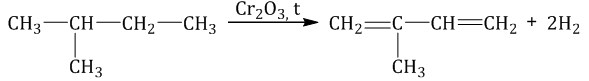 Cr₂O₃, t
CH₃—CH—CH₂—CH₃ → CH₂=C—CH=CH₂ + 2H₂
CH₃ CH₃